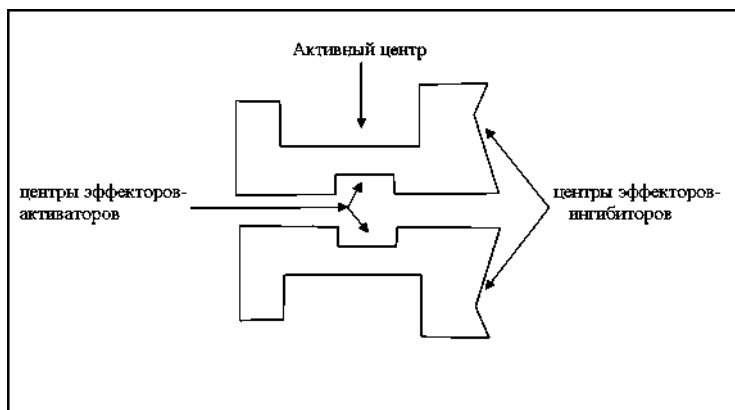 Активный центр
центры эффекторов-
активаторов
центры эффекторов-
ингибиторов